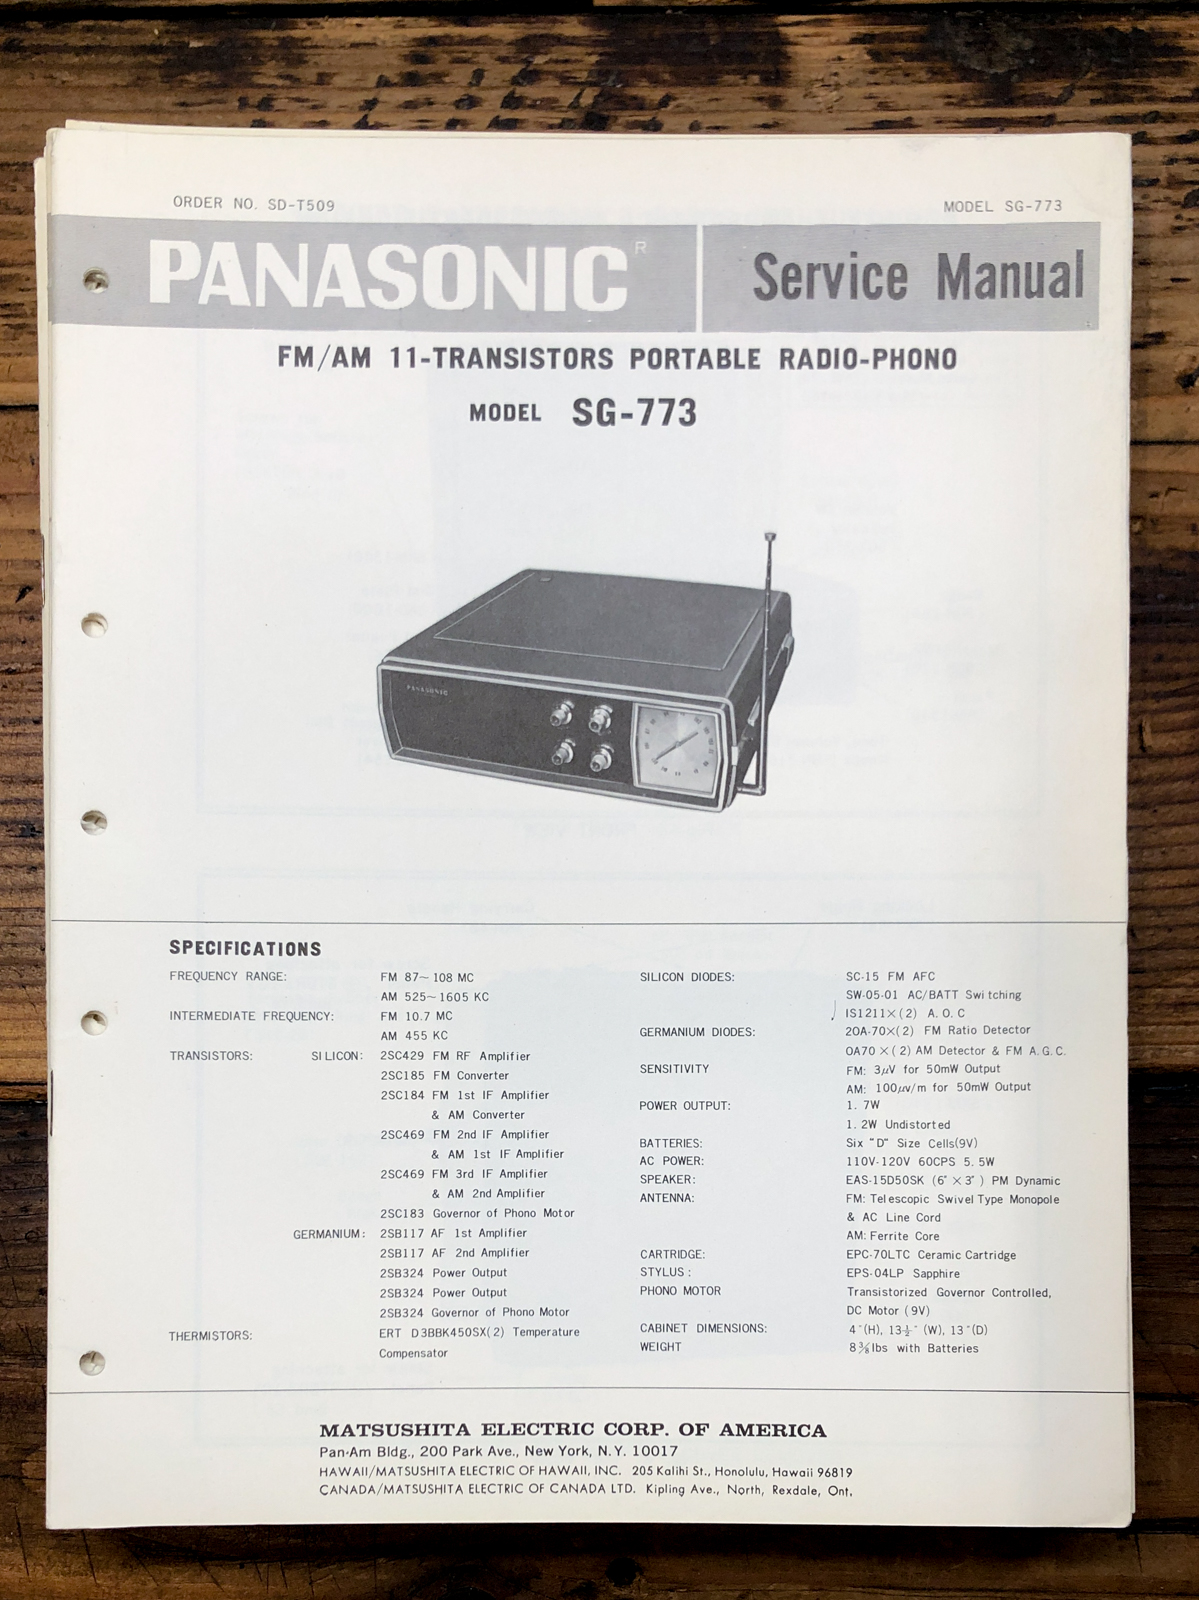 ORDER NO. SD-T509
MODEL SG-773
PANASONIC R
Service Manual
FM/AM 11-TRANSISTORS PORTABLE RADIO-PHONO
MODEL SG-773
PANASONIC
SPECIFICATIONS
FREQUENCY RANGE: FM 87~108 MC
AM 525~1605 KC
INTERMEDIATE FREQUENCY: FM 10.7 MC
AM 455 KC
TRANSISTORS: SILICON: 2SC429 FM RF Amplifier
2SC185 FM Converter
2SC184 FM 1st IF Amplifier
& AM Converter
2SC469 FM 2nd IF Amplifier
& AM 1st IF Amplifier
2SC469 FM 3rd IF Amplifier
& AM 2nd Amplifier
2SC183 Governor of Phono Motor
GERMANIUM: 2SB117 AF 1st Amplifier
2SB117 AF 2nd Amplifier
2SB324 Power Output
2SB324 Power Output
2SB324 Governor of Phono Motor
THERMISTORS: ERT D3BBK450SX(2) Temperature
Compensator
SILICON DIODES: SC-15 FM AFC
SW-05-01 AC/BATT Switching
IS1211×(2) A.O.C
GERMANIUM DIODES: 2OA-70×(2) FM Ratio Detector
OA70×(2) AM Detector & FM A.G.C.
SENSITIVITY FM: 3μV for 50mW Output
AM: 100μv/m for 50mW Output
POWER OUTPUT: 1.7W
1.2W Undistorted
BATTERIES: Six "D" Size Cells(9V)
AC POWER: 110V-120V 60CPS 5.5W
SPEAKER: EAS-15D50SK (6"×3") PM Dynamic
ANTENNA: FM: Telescopic Swivel Type Monopole
& AC Line Cord
AM: Ferrite Core
CARTRIDGE: EPC-70LTC Ceramic Cartridge
STYLUS: EPS-04LP Sapphire
PHONO MOTOR Transistorized Governor Controlled,
DC Motor (9V)
CABINET DIMENSIONS: 4"(H), 13½"(W), 13"(D)
WEIGHT 8⅜lbs with Batteries
MATSUSHITA ELECTRIC CORP. OF AMERICA
Pan-Am Bldg., 200 Park Ave., New York, N.Y. 10017
HAWAII/MATSUSHITA ELECTRIC OF HAWAII, INC. 205 Kalihi St., Honolulu, Hawaii 96819
CANADA/MATSUSHITA ELECTRIC OF CANADA LTD. Kipling Ave., North, Rexdale, Ont.